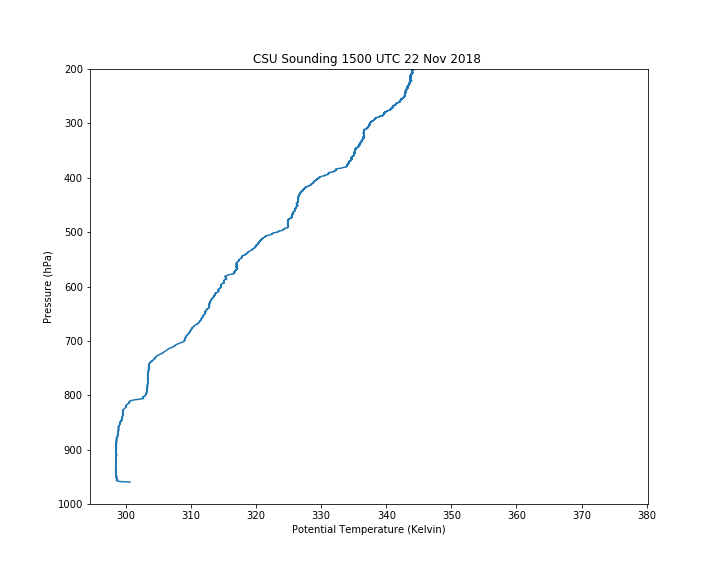 CSU Sounding 1500 UTC 22 Nov 2018
200
300
400
500
600
700
800
900
1000
Pressure (hPa)
300 310 320 330 340 350 360 370 380
Potential Temperature (Kelvin)